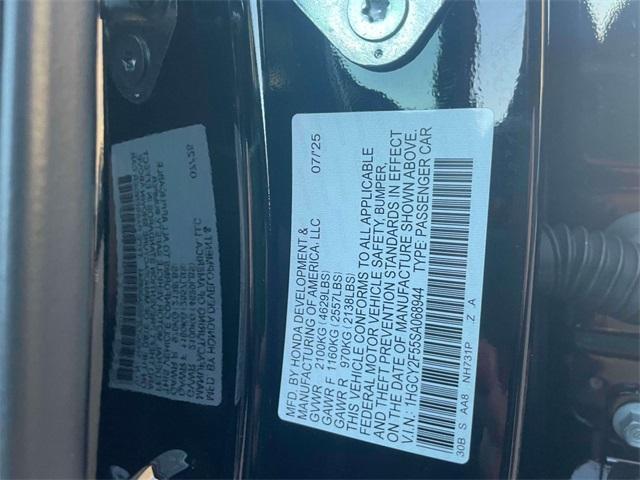 MFD. BY HONDA DEVELOPMENT &
MANUFACTURING OF AMERICA, LLC 07/'25
GVWR 2100KG (4629LBS)
GAWR F 1160KG (2557LBS)
GAWR R 970KG (2138LBS)
THIS VEHICLE CONFORMS TO ALL APPLICABLE
FEDERAL MOTOR VEHICLE SAFETY, BUMPER,
AND THEFT PREVENTION STANDARDS IN EFFECT
ON THE DATE OF MANUFACTURE SHOWN ABOVE.
V.I.N.: 1HGCY2F56SA068944 TYPE: PASSENGER CAR
30B S AA8 NH731P Z A